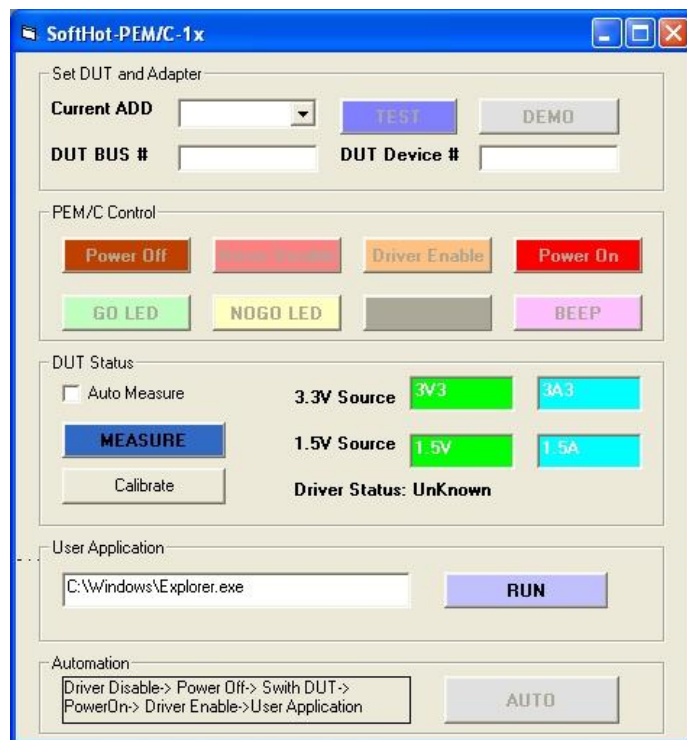 SoftHot-PEM/C-1x
Set DUT and Adapter
Current ADD
TEST
DEMO
DUT BUS #
DUT Device #
PEM/C Control
Power Off
Driver Enable
Power On
GO LED
NOGO LED
BEEP
DUT Status
Auto Measure
3.3V Source
3V3
3A3
MEASURE
1.5V Source
1.5V
1.5A
Calibrate
Driver Status: UnKnown
User Application
C:\Windows\Explorer.exe
RUN
Automation
Driver Disable-> Power Off-> Swith DUT->
PowerOn-> Driver Enable->User Application
AUTO